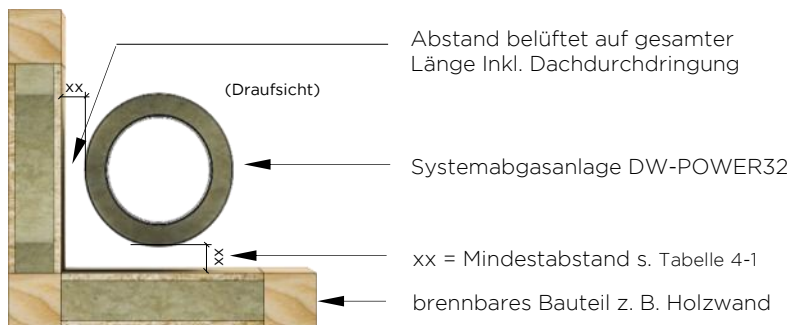 Abstand belüftet auf gesamter
Länge Inkl. Dachdurchdringung
xx
(Draufsicht)
Systemabgasanlage DW-POWER32
xx
xx = Mindestabstand s. Tabelle 4-1
brennbares Bauteil z. B. Holzwand